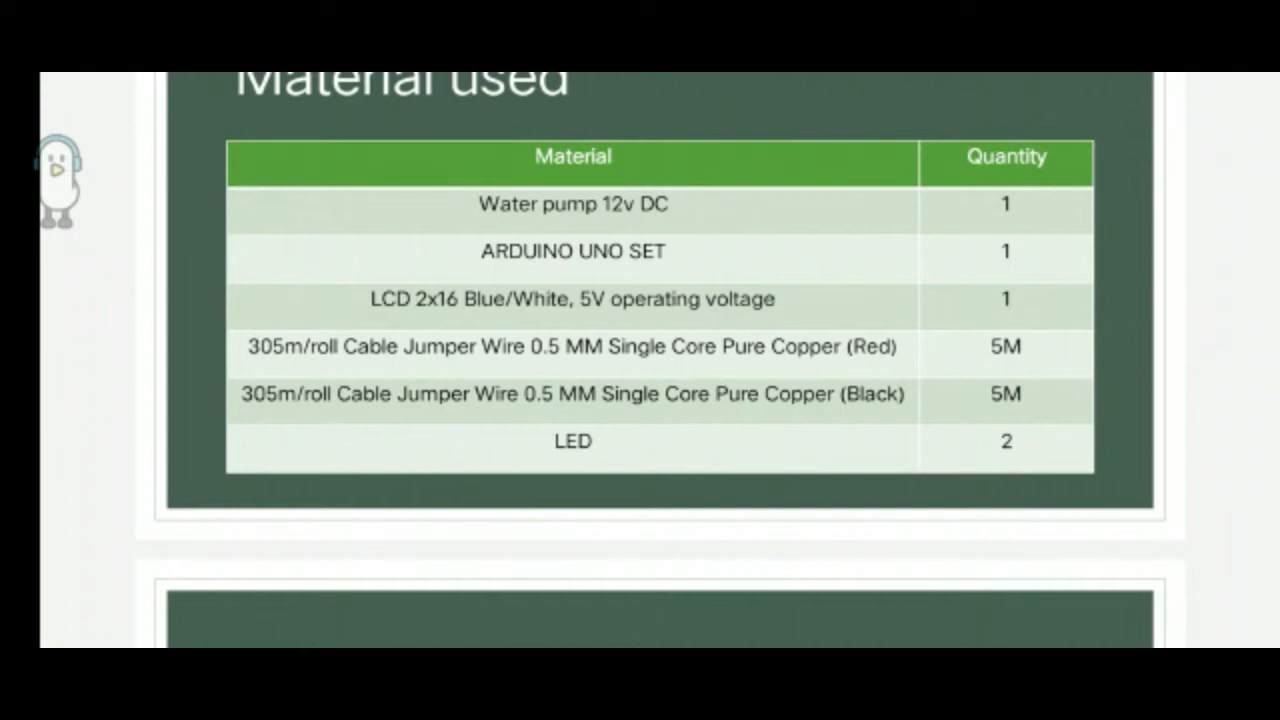 Material used
Material Quantity
Water pump 12v DC 1
ARDUINO UNO SET 1
LCD 2x16 Blue/White, 5V operating voltage 1
305m/roll Cable Jumper Wire 0.5 MM Single Core Pure Copper (Red) 5M
305m/roll Cable Jumper Wire 0.5 MM Single Core Pure Copper (Black) 5M
LED 2